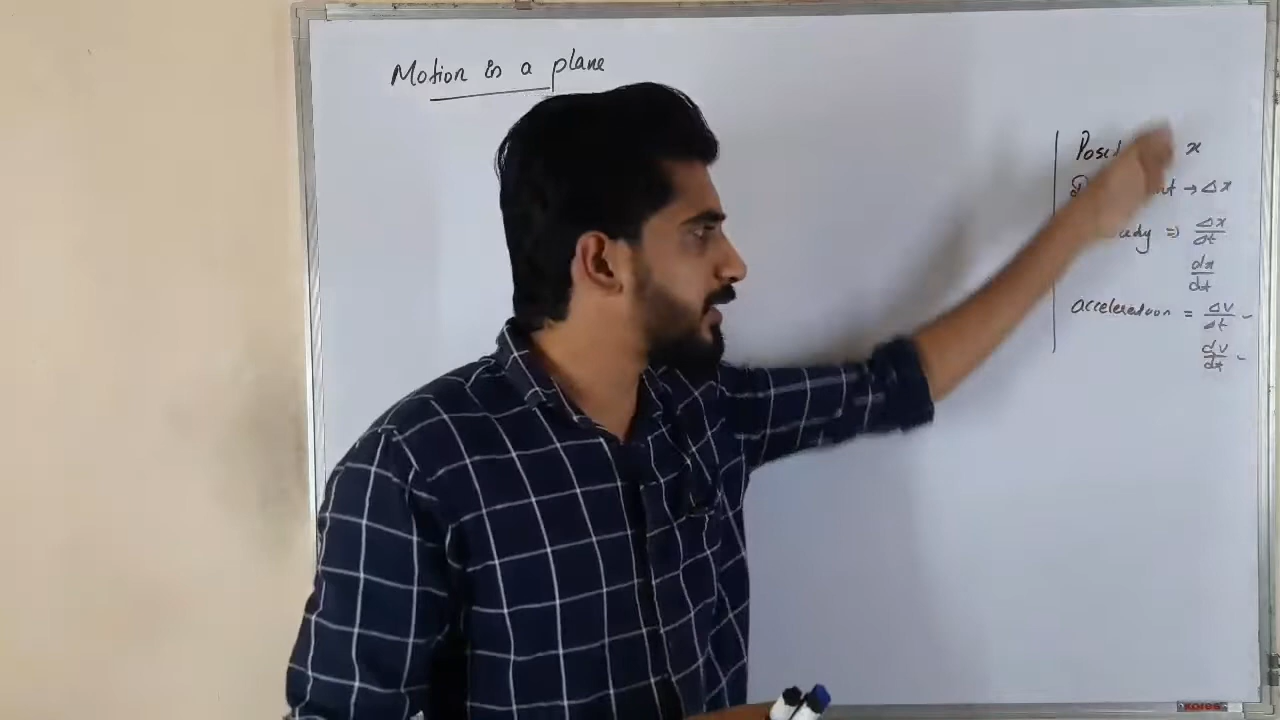 Motion in a plane
x
→ Δx
⇒ Δx/Δt
dx/dt
acceleration = Δv/Δt
dv/dt